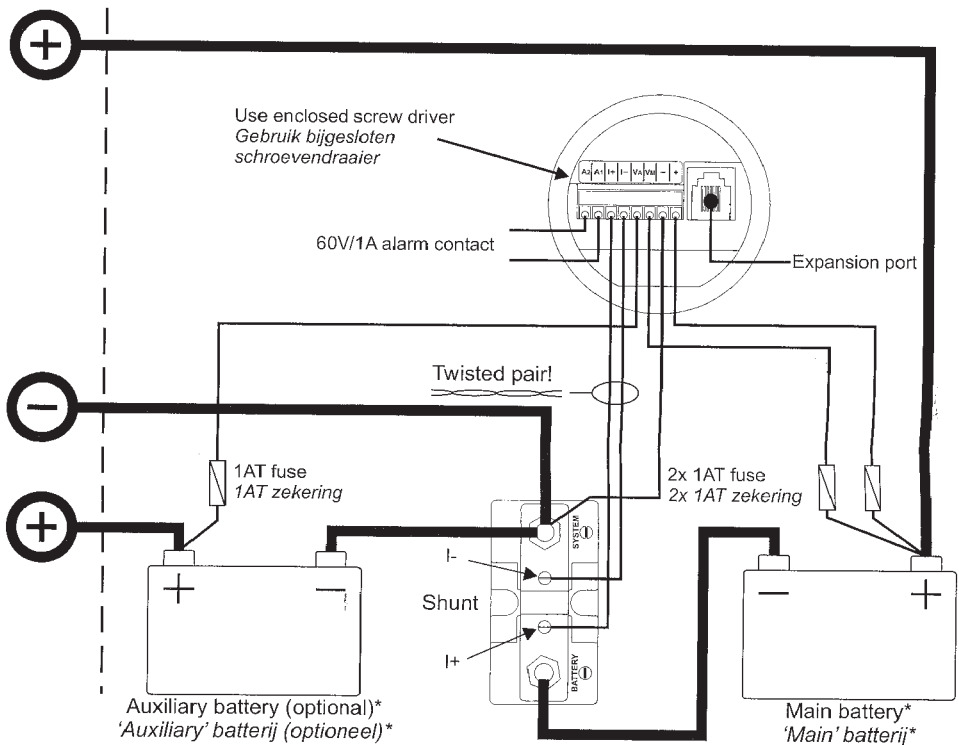 +
Use enclosed screw driver
Gebruik bijgesloten
schroevendraaier
A2 A1 I+ I– VA VM – +
60V/1A alarm contact
Expansion port
Twisted pair!
–
1AT fuse
1AT zekering
2x 1AT fuse
2x 1AT zekering
+
SYSTEM
I-
Shunt
I+
BATTERY
+ –
– +
Auxiliary battery (optional)*
'Auxiliary' batterij (optioneel)*
Main battery*
'Main' batterij*